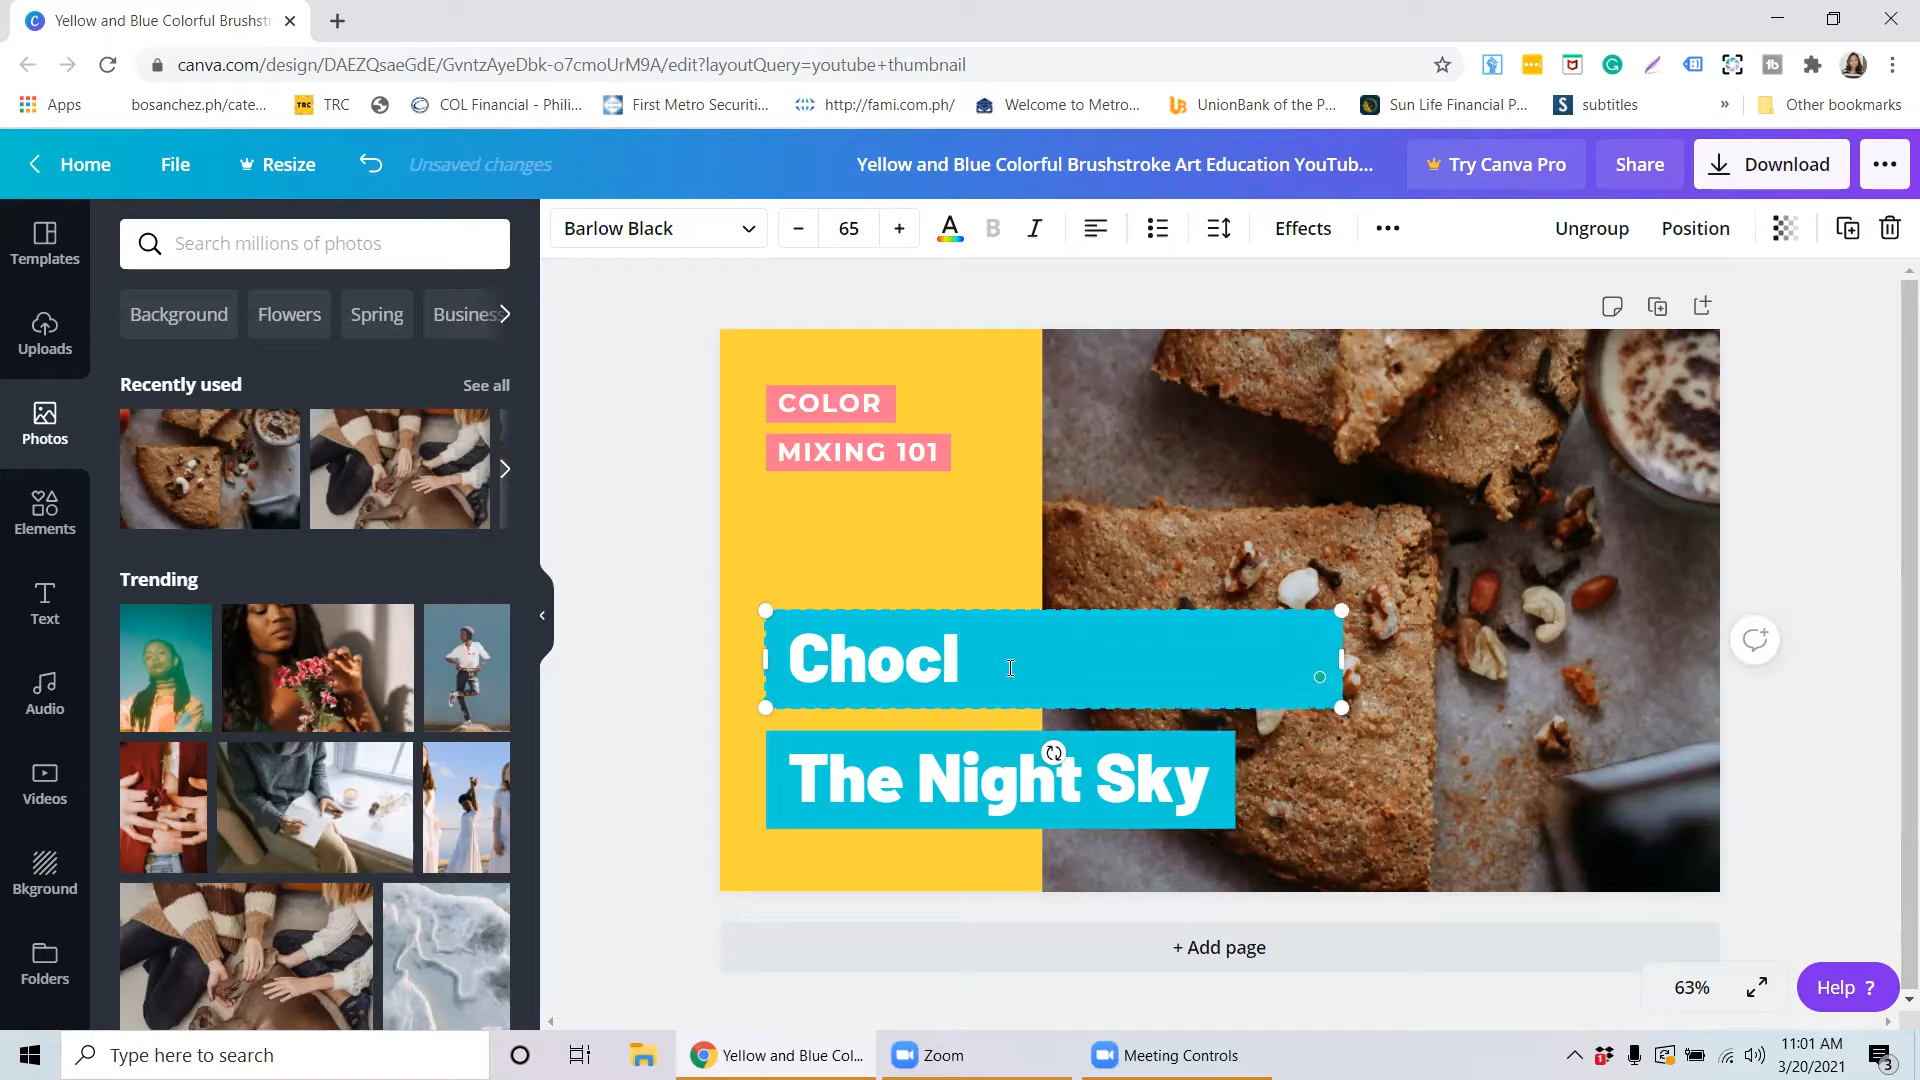 Yellow and Blue Colorful Brushst
canva.com/design/DAEZQsaeGdE/GvntzAyeDbk-o7cmoUrM9A/edit?layoutQuery=youtube+thumbnail
Apps
bosanchez.ph/cate...
TRC
TRC
COL Financial - Phili...
First Metro Securiti...
http://fami.com.ph/
Welcome to Metro...
UB
UnionBank of the P...
Sun Life Financial P...
S
subtitles
»
Other bookmarks
Home
File
Resize
Unsaved changes
Yellow and Blue Colorful Brushstroke Art Education YouTub...
Try Canva Pro
Share
Download
Barlow Black
65
A
B
I
Effects
Ungroup
Position
Templates
Uploads
Photos
Elements
Text
Audio
Videos
Bkground
Folders
Search millions of photos
Background
Flowers
Spring
Business
Recently used
See all
Trending
COLOR
MIXING 101
Chocl
The Night Sky
+ Add page
63%
Help ?
Type here to search
Yellow and Blue Col...
Zoom
Meeting Controls
11:01 AM
3/20/2021
3